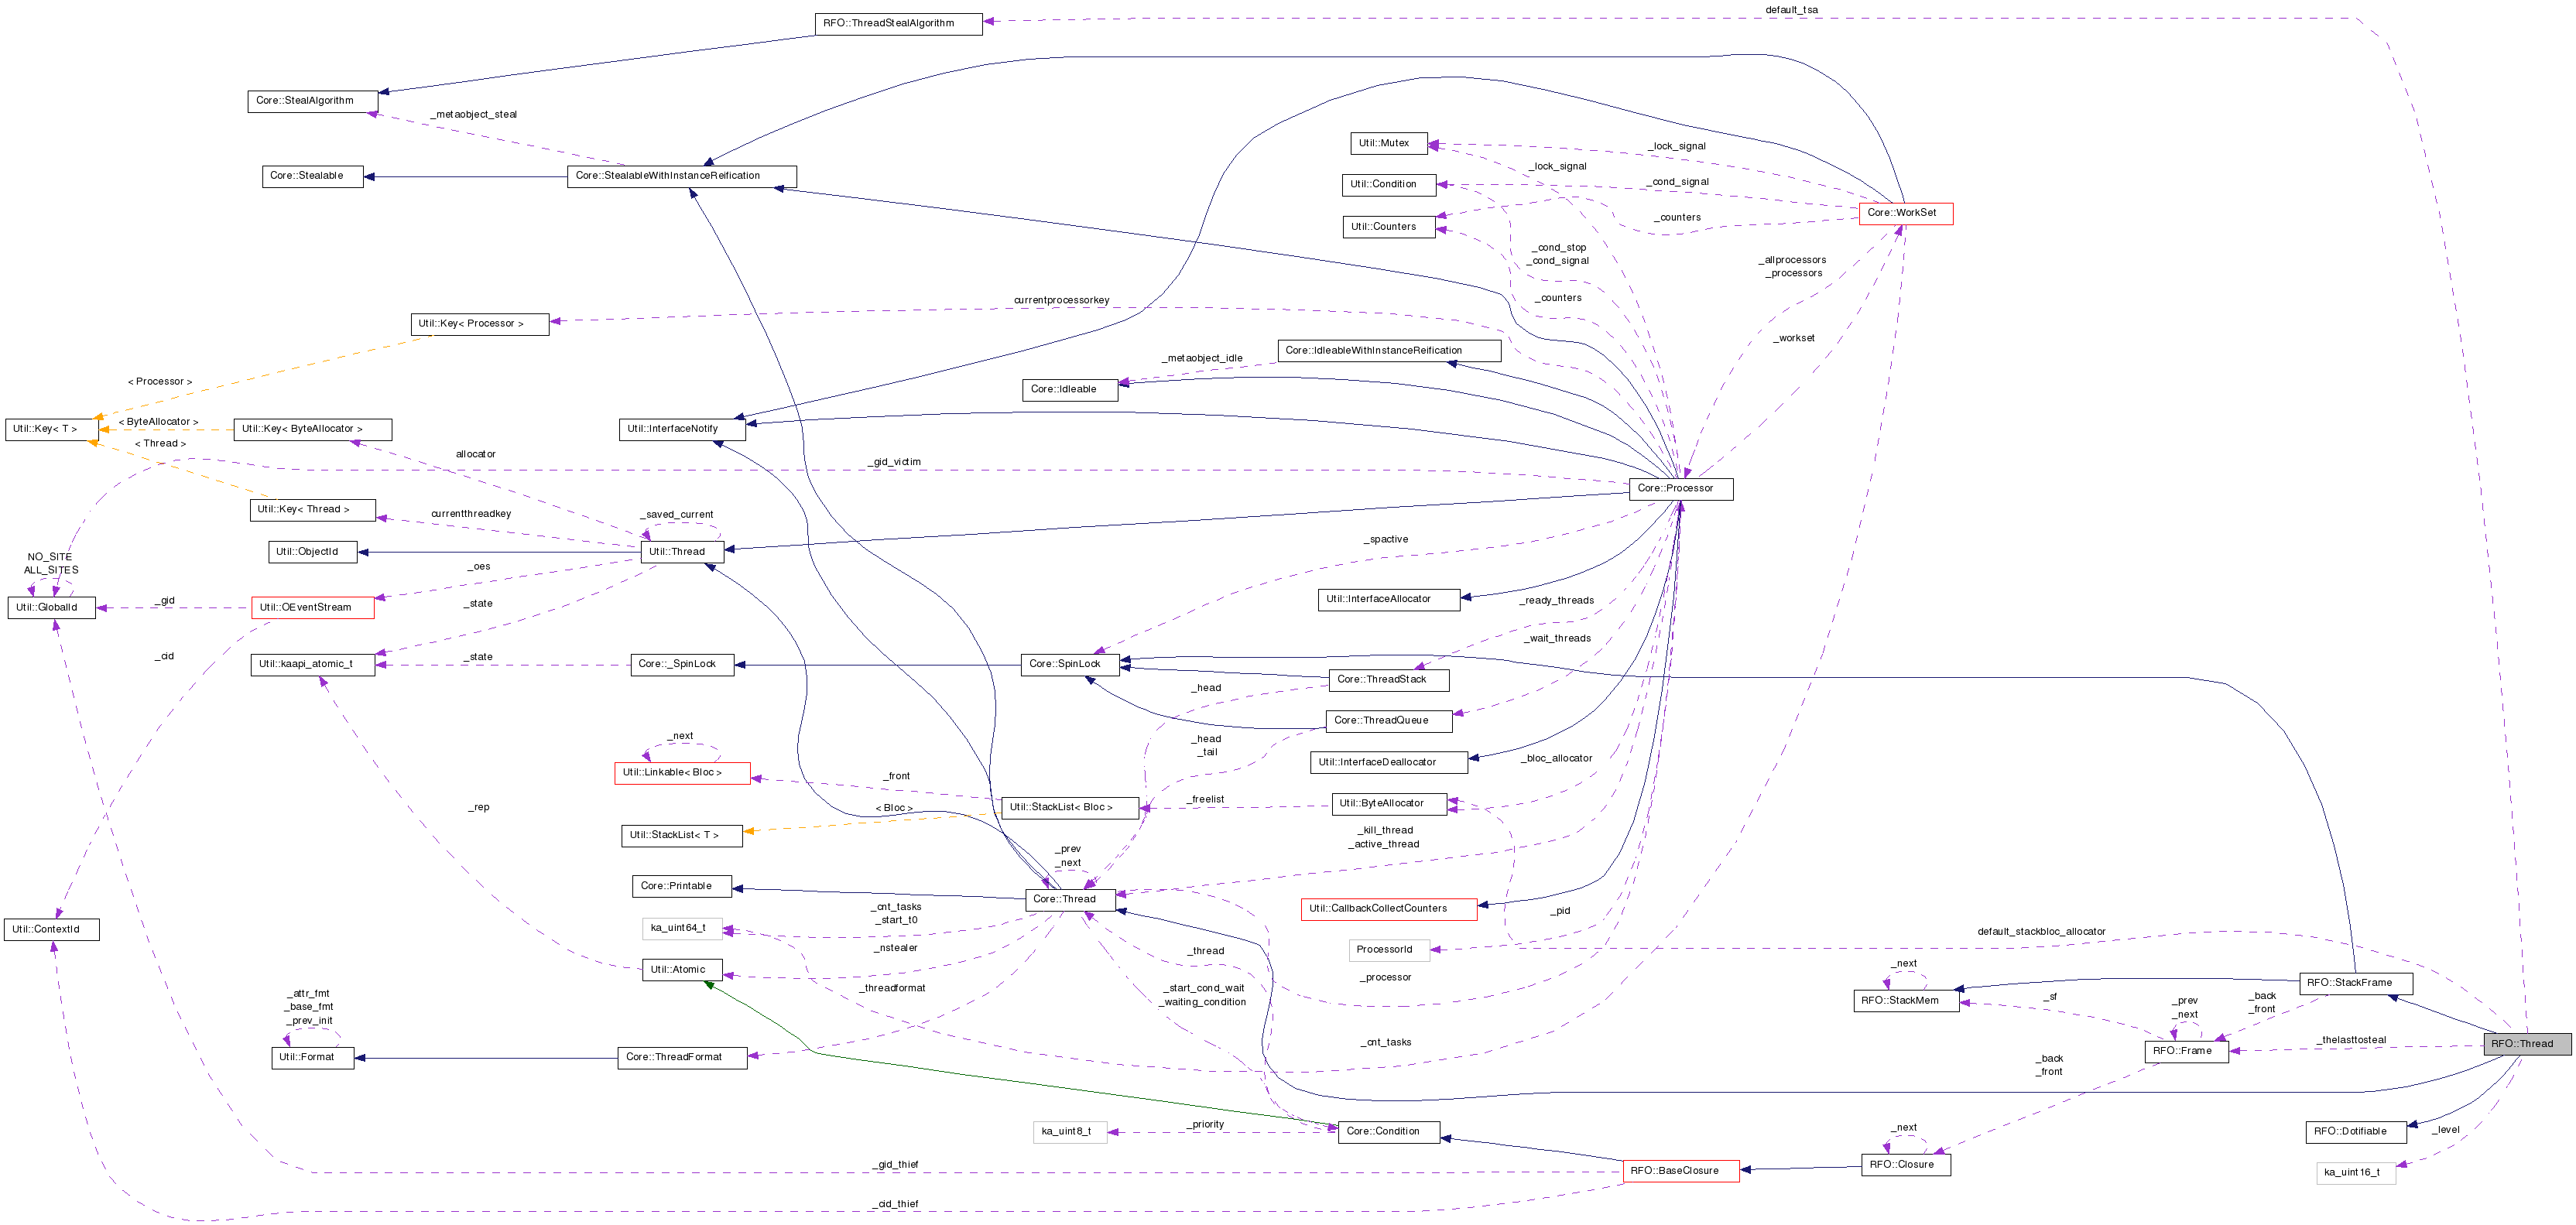 default_tsa
RFO::ThreadStealAlgorithm
Core::StealAlgorithm
_metaobject_steal
Util::Mutex
_lock_signal
_lock_signal
Core::Stealable
Core::StealableWithInstanceReification
Util::Condition
_cond_signal
Core::WorkSet
_counters
Util::Counters
_cond_stop
_cond_signal
_allprocessors
_processors
_counters
currentprocessorkey
Util::Key< Processor >
_workset
Core::IdleableWithInstanceReification
_metaobject_idle
< Processor >
Core::Idleable
< ByteAllocator >
Util::Key< T >
Util::Key< ByteAllocator >
Util::InterfaceNotify
< Thread >
allocator
_gid_victim
Core::Processor
Util::Key< Thread >
currentthreadkey
_saved_current
_spactive
NO_SITE
ALL_SITES
Util::ObjectId
Util::Thread
_oes
_gid
Util::GlobalId
Util::OEventStream
_state
Util::InterfaceAllocator
_ready_threads
_wait_threads
_cid
Util::kaapi_atomic_t
_state
Core::_SpinLock
Core::SpinLock
Core::ThreadStack
_head
Core::ThreadQueue
_next
_head
_tail
Util::InterfaceDeallocator
_bloc_allocator
Util::Linkable< Bloc >
_front
_rep
< Bloc >
Util::StackList< Bloc >
_freelist
Util::ByteAllocator
Util::StackList< T >
_kill_thread
_active_thread
_prev
_next
Core::Printable
Core::Thread
_cnt_tasks
_start_t0
Util::CallbackCollectCounters
_pid
Util::ContextId
ka_uint64_t
default_stackbloc_allocator
_nstealer
_thread
ProcessorId
Util::Atomic
_next
_processor
RFO::StackFrame
_threadformat
_start_cond_wait
_waiting_condition
_attr_fmt
_base_fmt
_prev_init
RFO::StackMem
_sf
_prev
_next
_back
_front
_cnt_tasks
_thelasttosteal
RFO::Thread
Util::Format
Core::ThreadFormat
RFO::Frame
_back
_front
ka_uint8_t
_priority
Core::Condition
_next
RFO::Dotifiable
_level
_gid_thief
RFO::BaseClosure
RFO::Closure
ka_uint16_t
_cid_thief